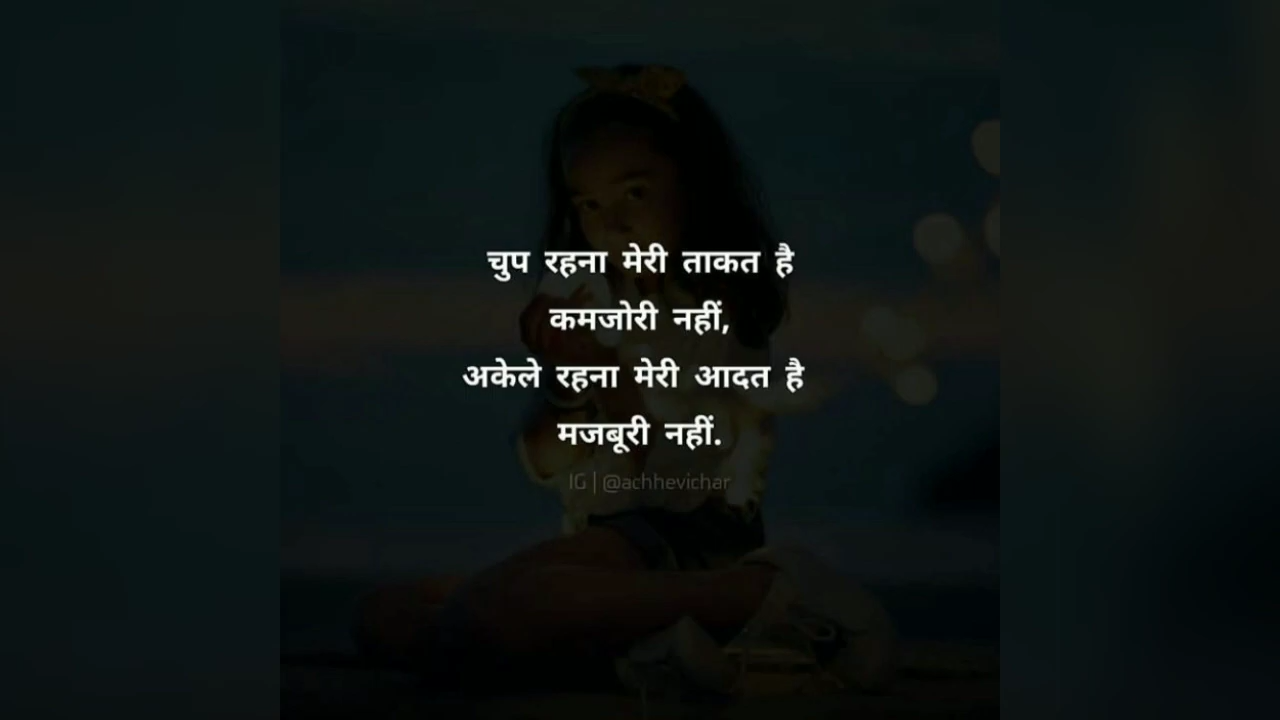 चुप रहना मेरी ताकत है
कमजोरी नहीं,
अकेले रहना मेरी आदत है
मजबूरी नहीं.
IG | @achhevichar